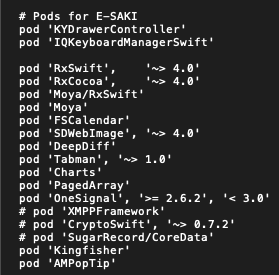 # Pods for E-SAKI
pod 'KYDrawerController'
pod 'IQKeyboardManagerSwift'

pod 'RxSwift',    '~> 4.0'
pod 'RxCocoa',    '~> 4.0'
pod 'Moya/RxSwift'
pod 'Moya'
pod 'FSCalendar'
pod 'SDWebImage', '~> 4.0'
pod 'DeepDiff'
pod 'Tabman', '~> 1.0'
pod 'Charts'
pod 'PagedArray'
pod 'OneSignal', '>= 2.6.2', '< 3.0'
# pod 'XMPPFramework'
# pod 'CryptoSwift', '~> 0.7.2'
# pod 'SugarRecord/CoreData'
pod 'Kingfisher'
pod 'AMPopTip'